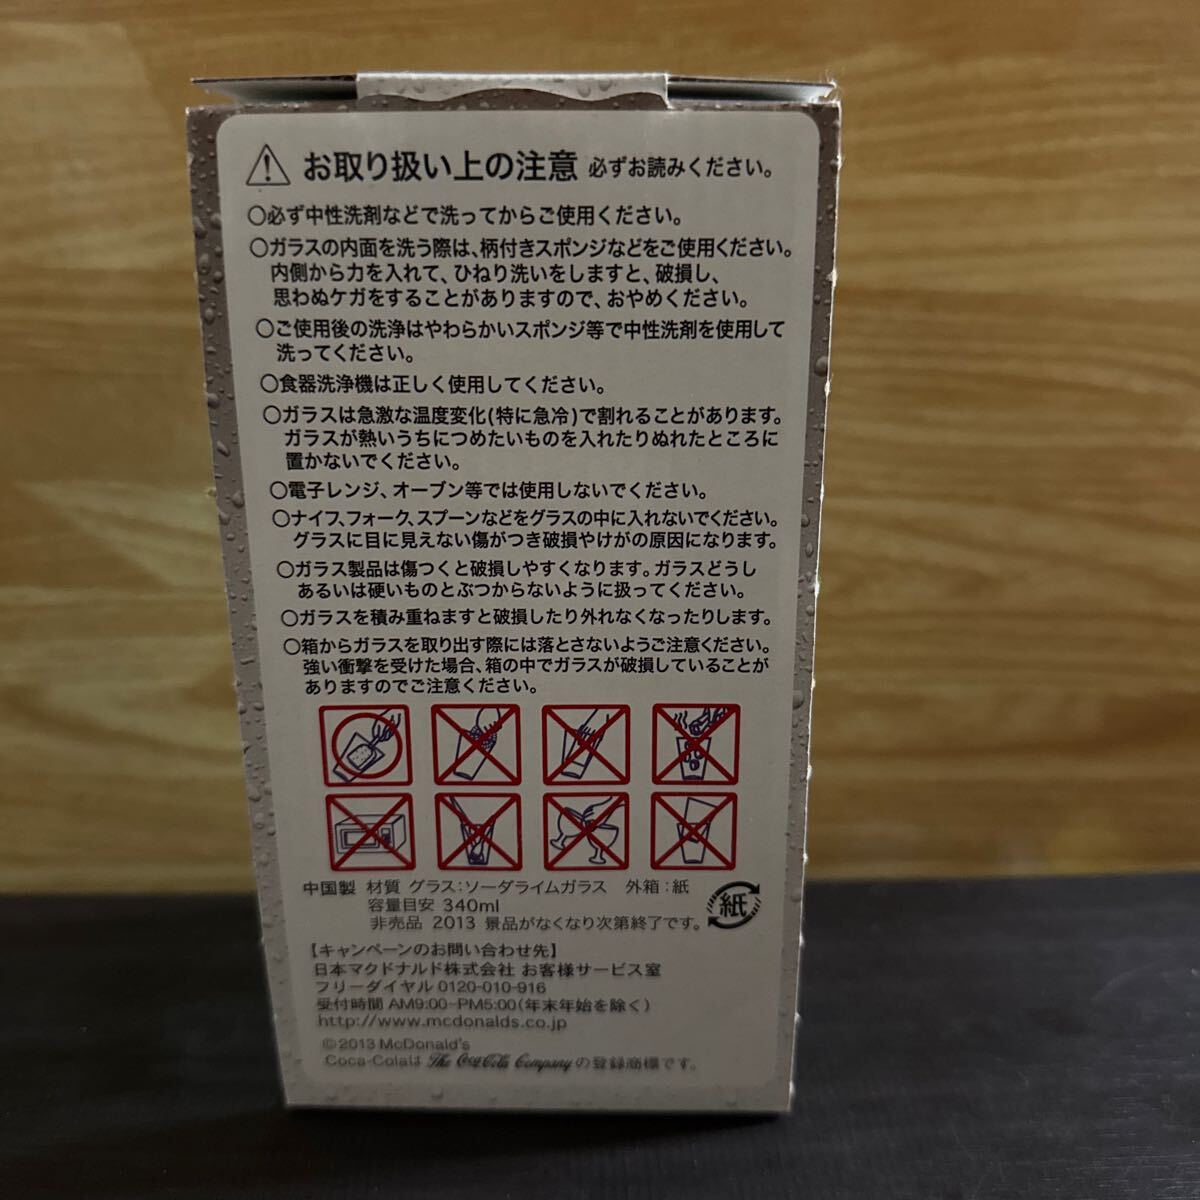 お取り扱い上の注意 必ずお読みください。
○必ず中性洗剤などで洗ってからご使用ください。
○ガラスの内面を洗う際は、柄付きスポンジなどをご使用ください。
内側から力を入れて、ひねり洗いをしますと、破損し、
思わぬケガをすることがありますので、おやめください。
○ご使用後の洗浄はやわらかいスポンジ等で中性洗剤を使用して
洗ってください。
○食器洗浄機は正しく使用してください。
○ガラスは急激な温度変化(特に急冷)で割れることがあります。
ガラスが熱いうちにつめたいものを入れたりぬれたところに
置かないでください。
○電子レンジ、オーブン等では使用しないでください。
○ナイフ、フォーク、スプーンなどをグラスの中に入れないでください。
グラスに目に見えない傷がつき破損やけがの原因になります。
○ガラス製品は傷つくと破損しやすくなります。ガラスどうし
あるいは硬いものとぶつからないように扱ってください。
○ガラスを積み重ねますと破損したり外れなくなったりします。
○箱からガラスを取り出す際には落とさないようご注意ください。
強い衝撃を受けた場合、箱の中でガラスが破損していることが
ありますのでご注意ください。
中国製 材質 グラス:ソーダライムガラス 外箱:紙
容量目安 340ml
非売品 2013 景品がなくなり次第終了です。
紙
【キャンペーンのお問い合わせ先】
日本マクドナルド株式会社 お客様サービス室
フリーダイヤル 0120-010-916
受付時間 AM9:00-PM5:00(年末年始を除く)
http://www.mcdonalds.co.jp
©2013 McDonald's
Coca-Colaは The Coca-Cola Company の登録商標です。